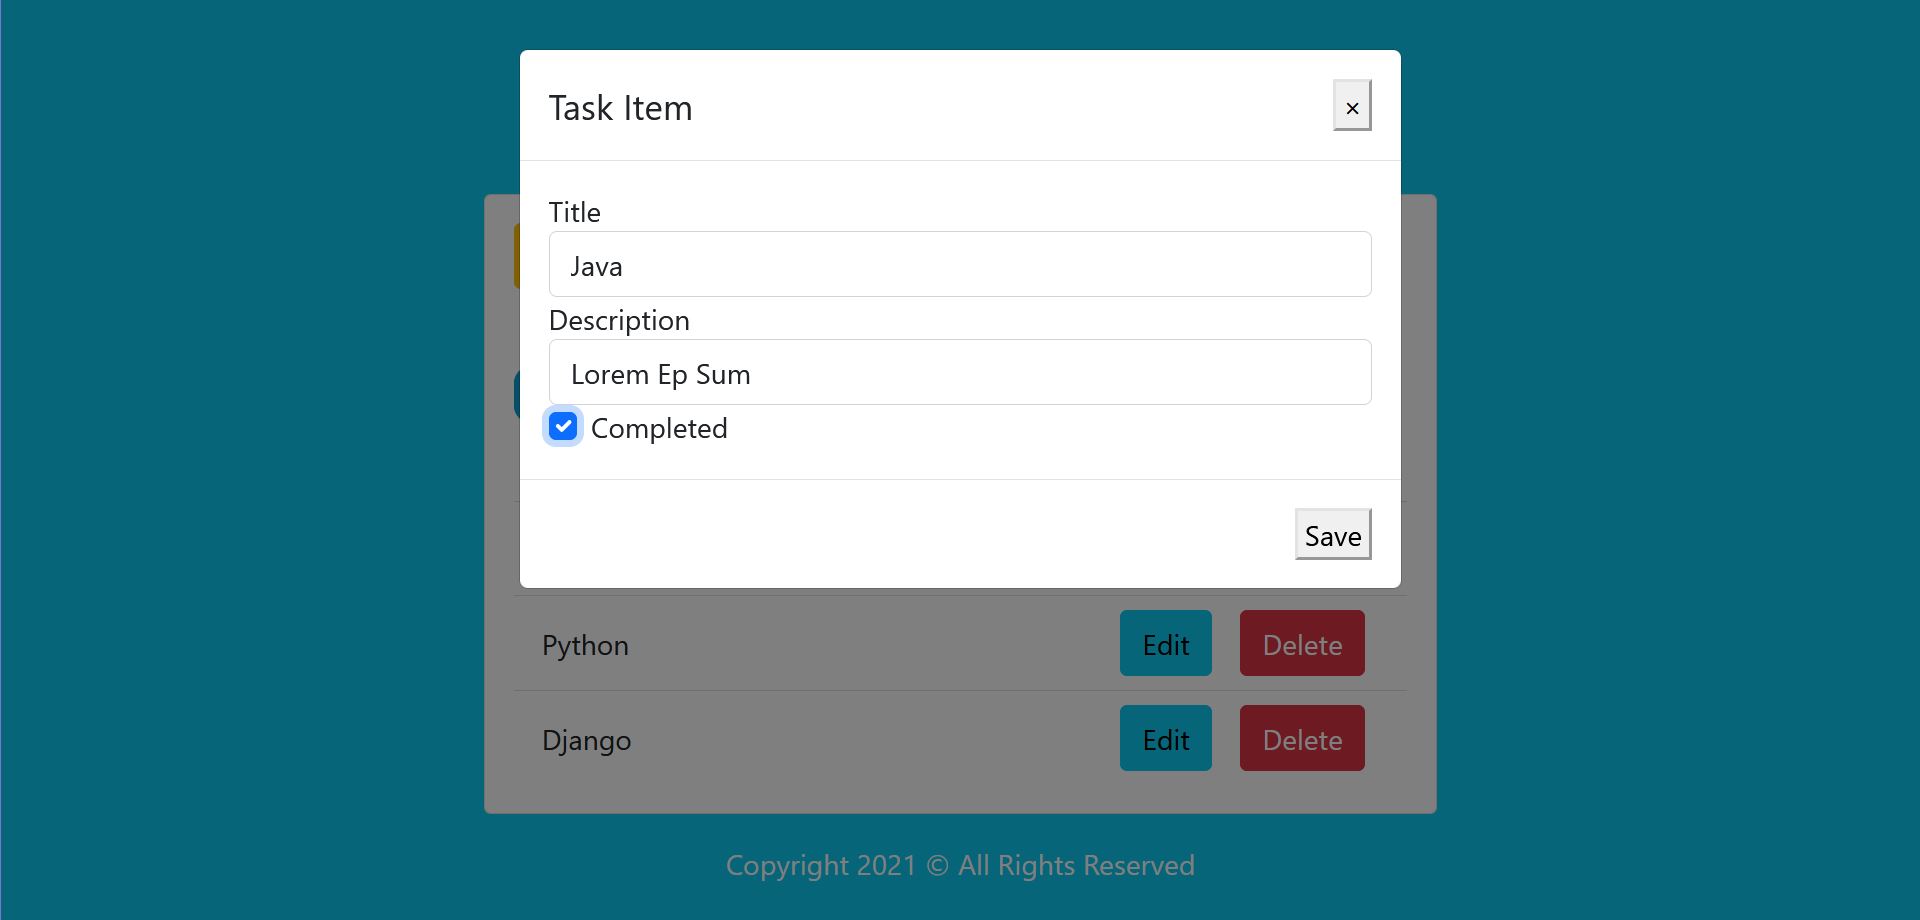 Task Item ×
Title
Java
Description
Lorem Ep Sum
Completed
Save
Python Edit Delete
Django Edit Delete
Copyright 2021 © All Rights Reserved